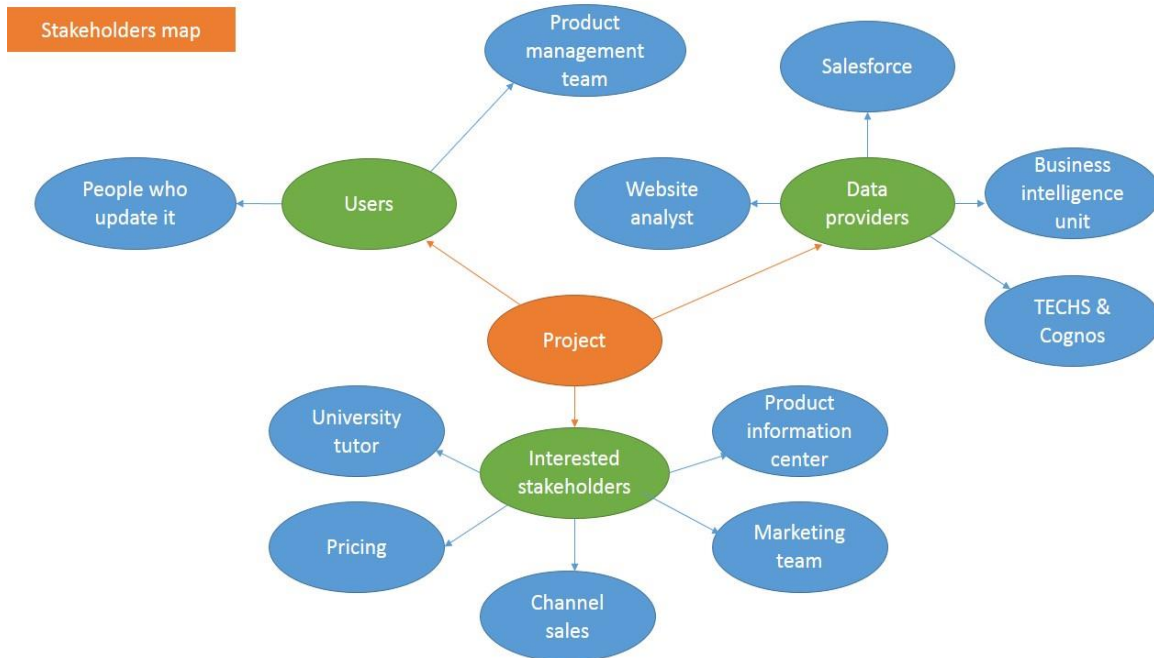 Stakeholders map
Product
management
team
Salesforce
People who
update it
Users
Website
analyst
Data
providers
Business
intelligence
unit
TECHS &
Cognos
Project
University
tutor
Interested
stakeholders
Product
information
center
Pricing
Marketing
team
Channel
sales